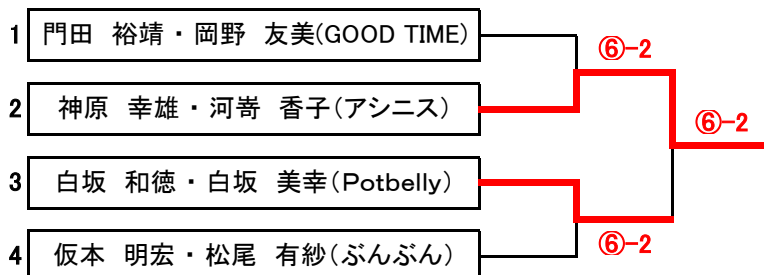 1 門田 裕靖・岡野 友美(GOOD TIME)
⑥-2
2 神原 幸雄・河嵜 香子(アシニス)
⑥-2
3 白坂 和徳・白坂 美幸(Potbelly)
⑥-2
4 仮本 明宏・松尾 有紗(ぶんぶん)